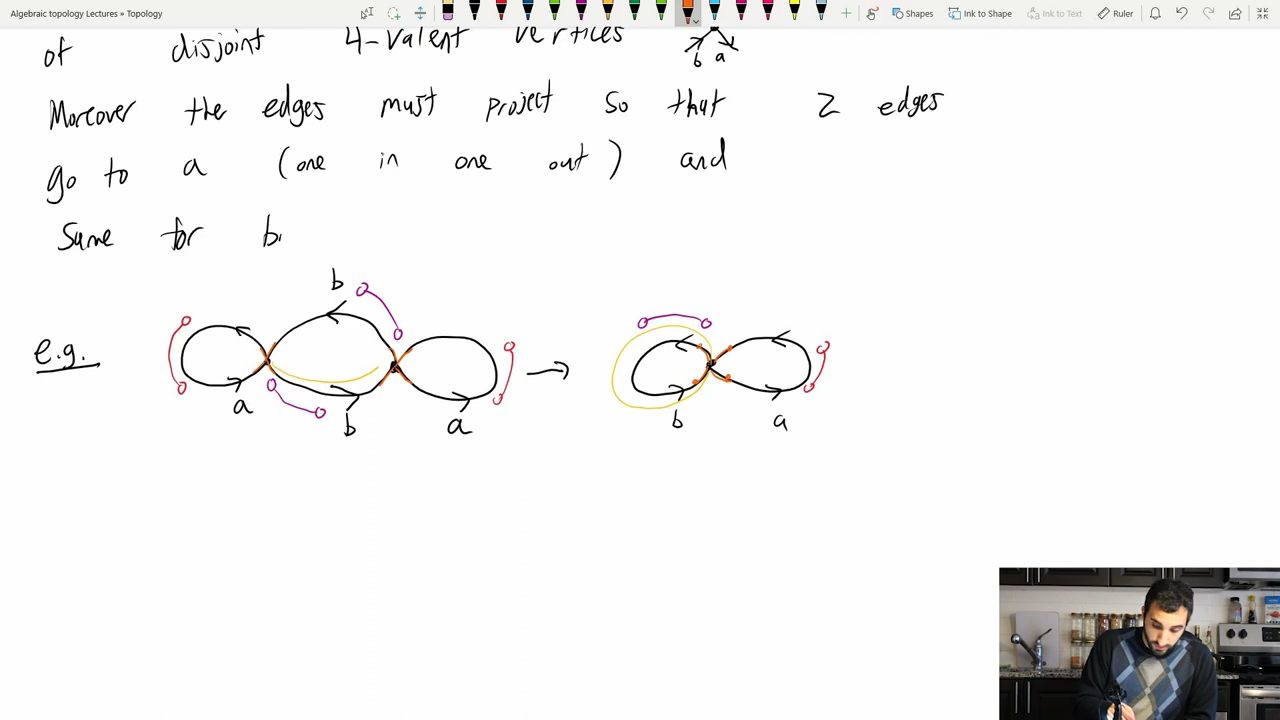 Algebraic topology Lectures » Topology
Shapes
Ink to Shape
Ink to Text
Ruler
of disjoint 4-valent vertices
b a
Moreover the edges must project so that 2 edges
go to a (one in one out) and
Same for b.
b
e.g.
a b a
b a